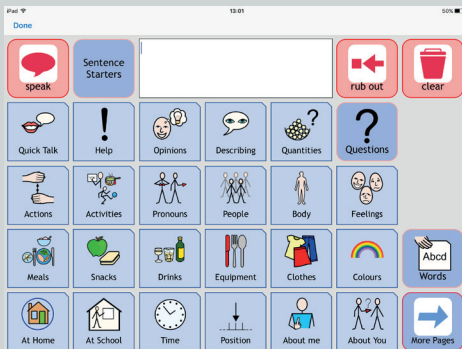 iPad 13:01 50%
Done
speak
Sentence
Starters
rub out
clear
Quick Talk
Help
Opinions
Describing
Quantities
Questions
Actions
Activities
Pronouns
People
Body
Feelings
Meals
Snacks
Drinks
Equipment
Clothes
Colours
Abcd
Words
At Home
At School
Time
Position
About me
About You
More Pages